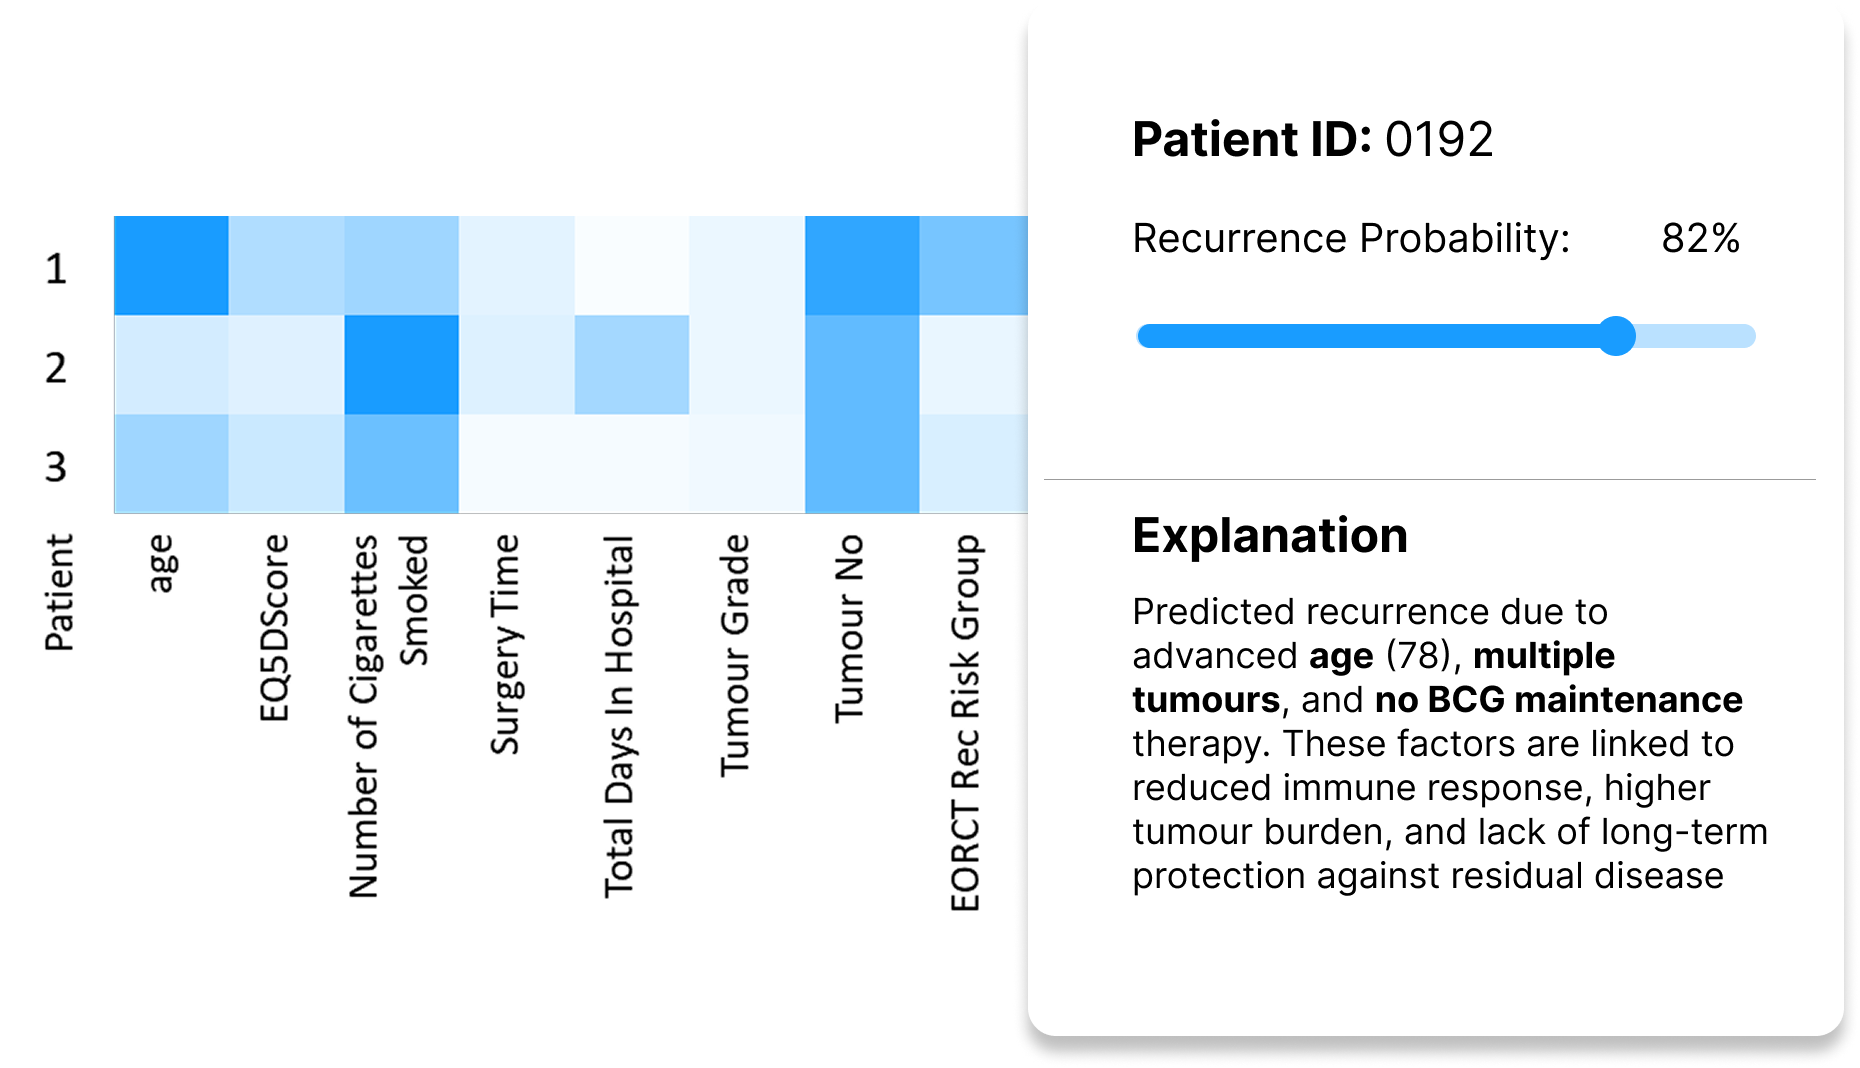 1
2
3
Patient
age
EQ5DScore
Number of Cigarettes
Smoked
Surgery Time
Total Days In Hospital
Tumour Grade
Tumour No
EORCT Rec Risk Group
Patient ID: 0192
Recurrence Probability: 82%
Explanation
Predicted recurrence due to
advanced age (78), multiple
tumours, and no BCG maintenance
therapy. These factors are linked to
reduced immune response, higher
tumour burden, and lack of long-term
protection against residual disease